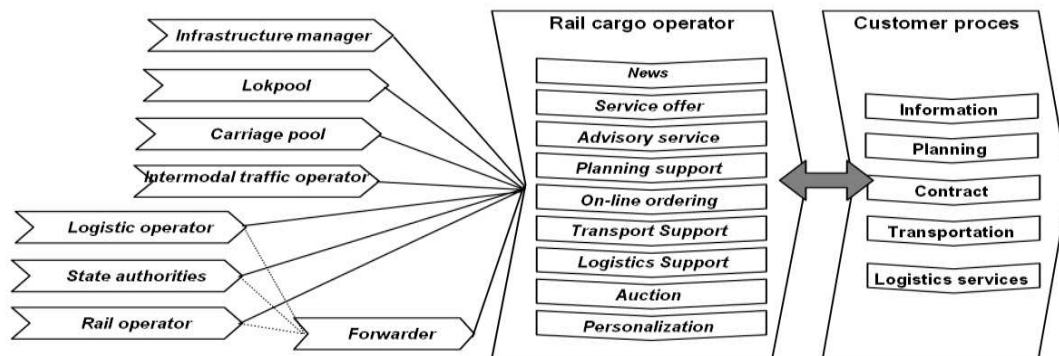 Infrastructure manager
Lokpool
Carriage pool
Intermodal traffic operator
Logistic operator
State authorities
Rail operator
Forwarder
Rail cargo operator
News
Service offer
Advisory service
Planning support
On-line ordering
Transport Support
Logistics Support
Auction
Personalization
Customer proces
Information
Planning
Contract
Transportation
Logistics services